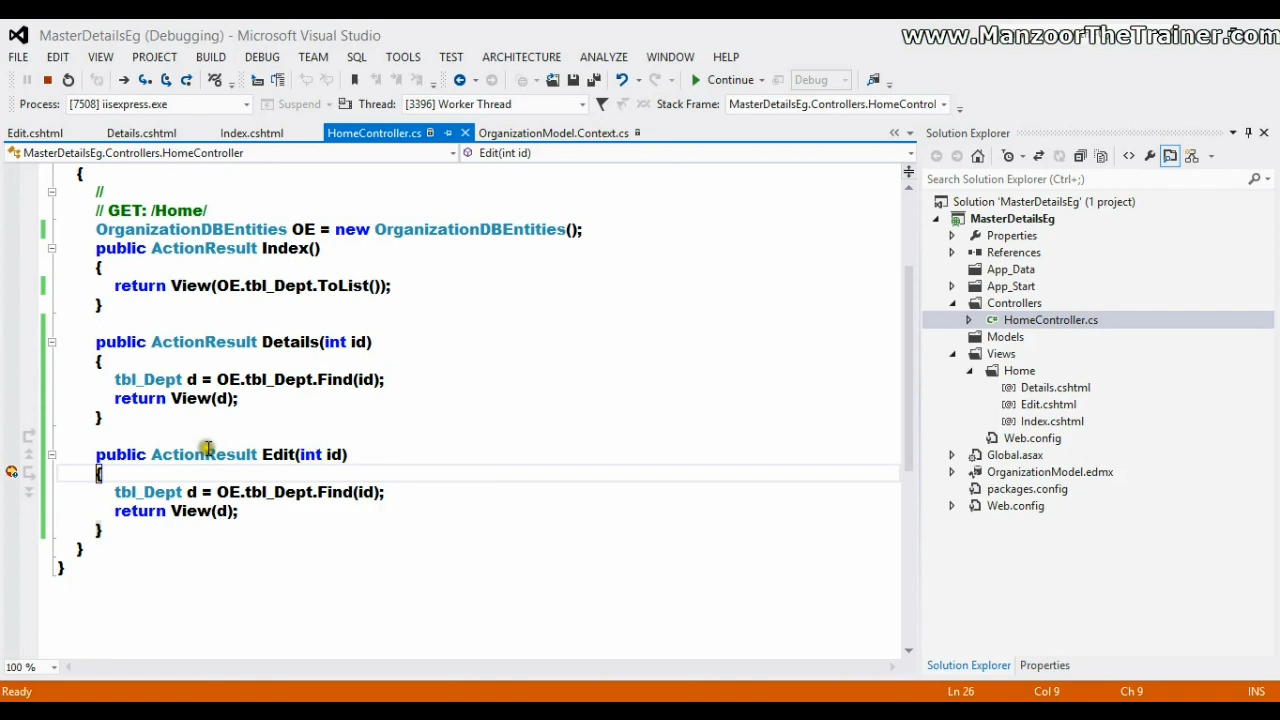 MasterDetailsEg (Debugging) - Microsoft Visual Studio
www.ManzoorTheTrainer.com
FILE EDIT VIEW PROJECT BUILD DEBUG TEAM SQL TOOLS TEST ARCHITECTURE ANALYZE WINDOW HELP
Continue Debug
Process: [7508] iisexpress.exe Suspend Thread: [3396] Worker Thread Stack Frame: MasterDetailsEg.Controllers.HomeControl
Edit.cshtml Details.cshtml Index.cshtml HomeController.cs OrganizationModel.Context.cs
MasterDetailsEg.Controllers.HomeController Edit(int id)
{
//
// GET: /Home/
OrganizationDBEntities OE = new OrganizationDBEntities();
public ActionResult Index()
{
return View(OE.tbl_Dept.ToList());
}
public ActionResult Details(int id)
{
tbl_Dept d = OE.tbl_Dept.Find(id);
return View(d);
}
public ActionResult Edit(int id)
{
tbl_Dept d = OE.tbl_Dept.Find(id);
return View(d);
}
}
}
100 %
Solution Explorer
Search Solution Explorer (Ctrl+;)
Solution 'MasterDetailsEg' (1 project)
MasterDetailsEg
Properties
References
App_Data
App_Start
Controllers
HomeController.cs
Models
Views
Home
Details.cshtml
Edit.cshtml
Index.cshtml
Web.config
Global.asax
OrganizationModel.edmx
packages.config
Web.config
Solution Explorer Properties
Ready Ln 26 Col 9 Ch 9 INS